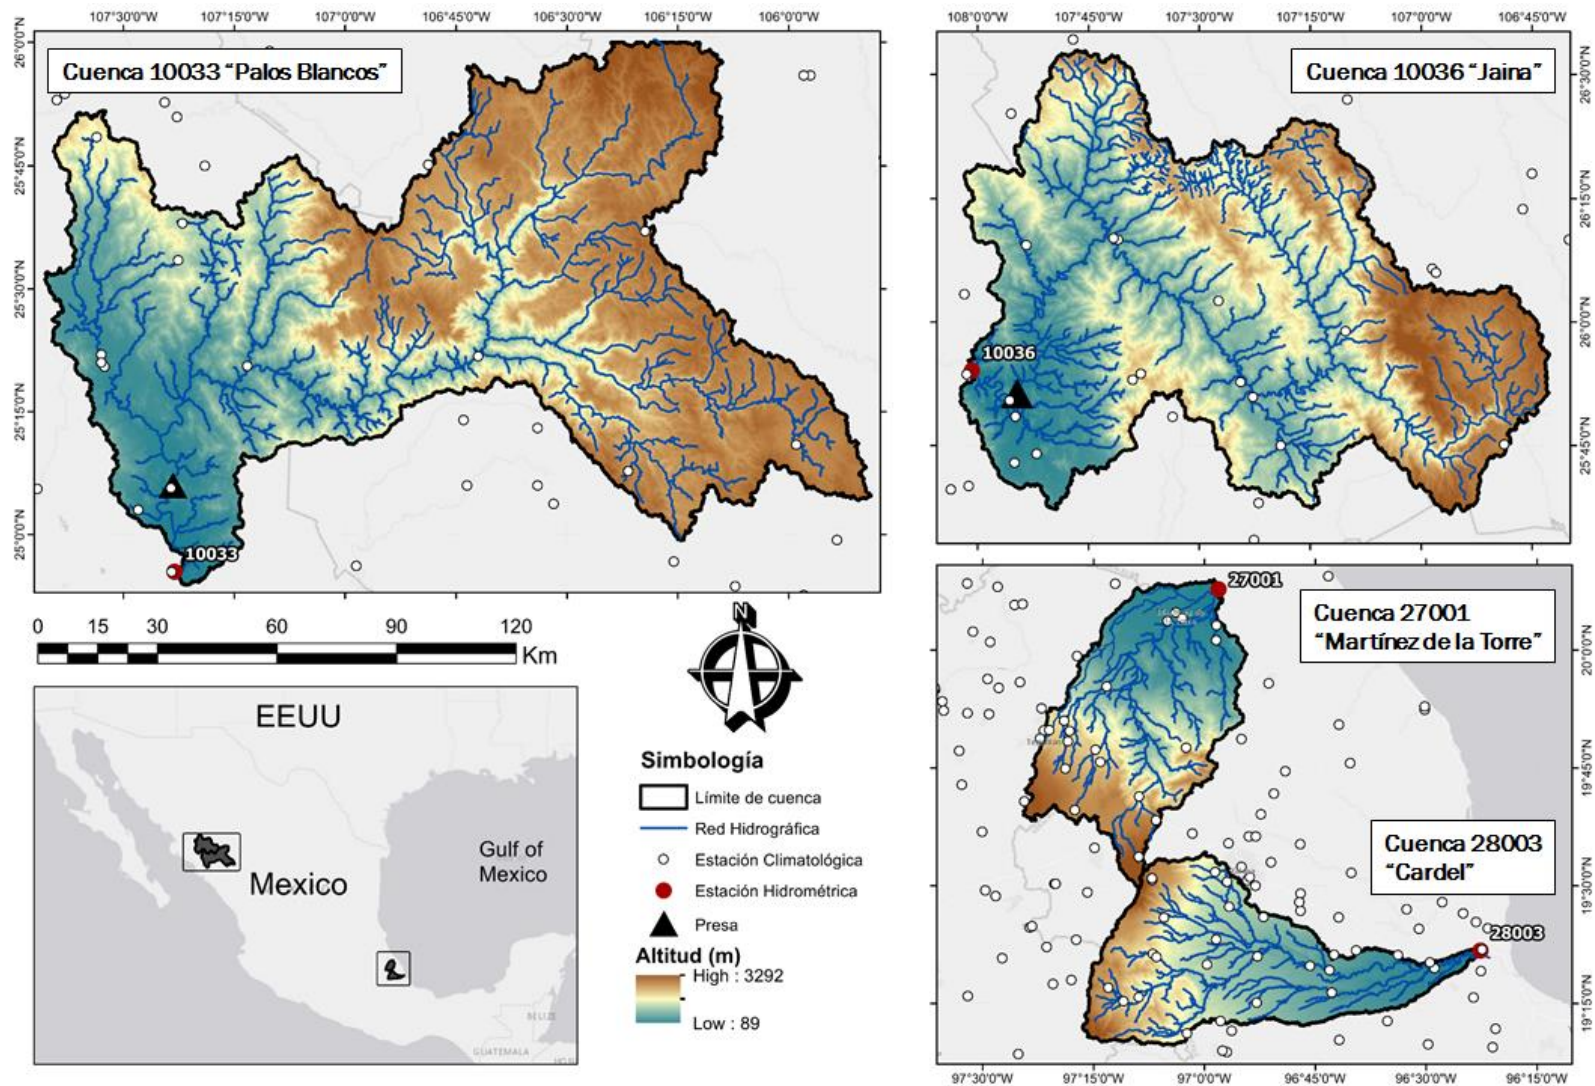 107°30'0"W 107°15'0"W 107°0'0"W 106°45'0"W 106°30'0"W 106°15'0"W 106°0'0"W
26°0'0"N
25°45'0"N
25°30'0"N
25°15'0"N
25°0'0"N
Cuenca 10033 “Palos Blancos”
10033
108°0'0"W 107°45'0"W 107°30'0"W 107°15'0"W 107°0'0"W 106°45'0"W
Cuenca 10036 “Jaina”
10036
26°30'0"N
26°15'0"N
26°0'0"N
25°45'0"N
0 15 30 60 90 120
Km
N
EEUU
Mexico
Gulf of
Mexico
BELIZE
GUATEMALA
Simbología
Límite de cuenca
Red Hidrográfica
Estación Climatológica
Estación Hidrométrica
Presa
Altitud (m)
High : 3292
Low : 89
27001
Cuenca 27001
“Martínez de la Torre”
Cuenca 28003
“Cardel”
28003
20°0'0"N
19°45'0"N
19°30'0"N
19°15'0"N
97°30'0"W 97°15'0"W 97°0'0"W 96°45'0"W 96°30'0"W 96°15'0"W